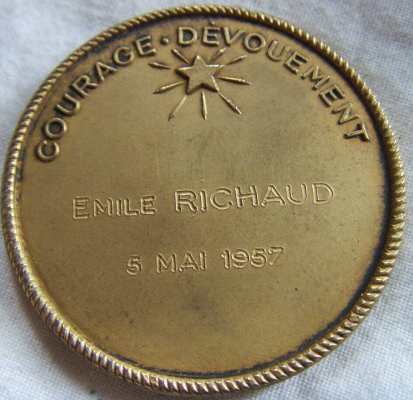 COURAGE · DÉVOUEMENT
EMILE RICHAUD
5 MAI 1957